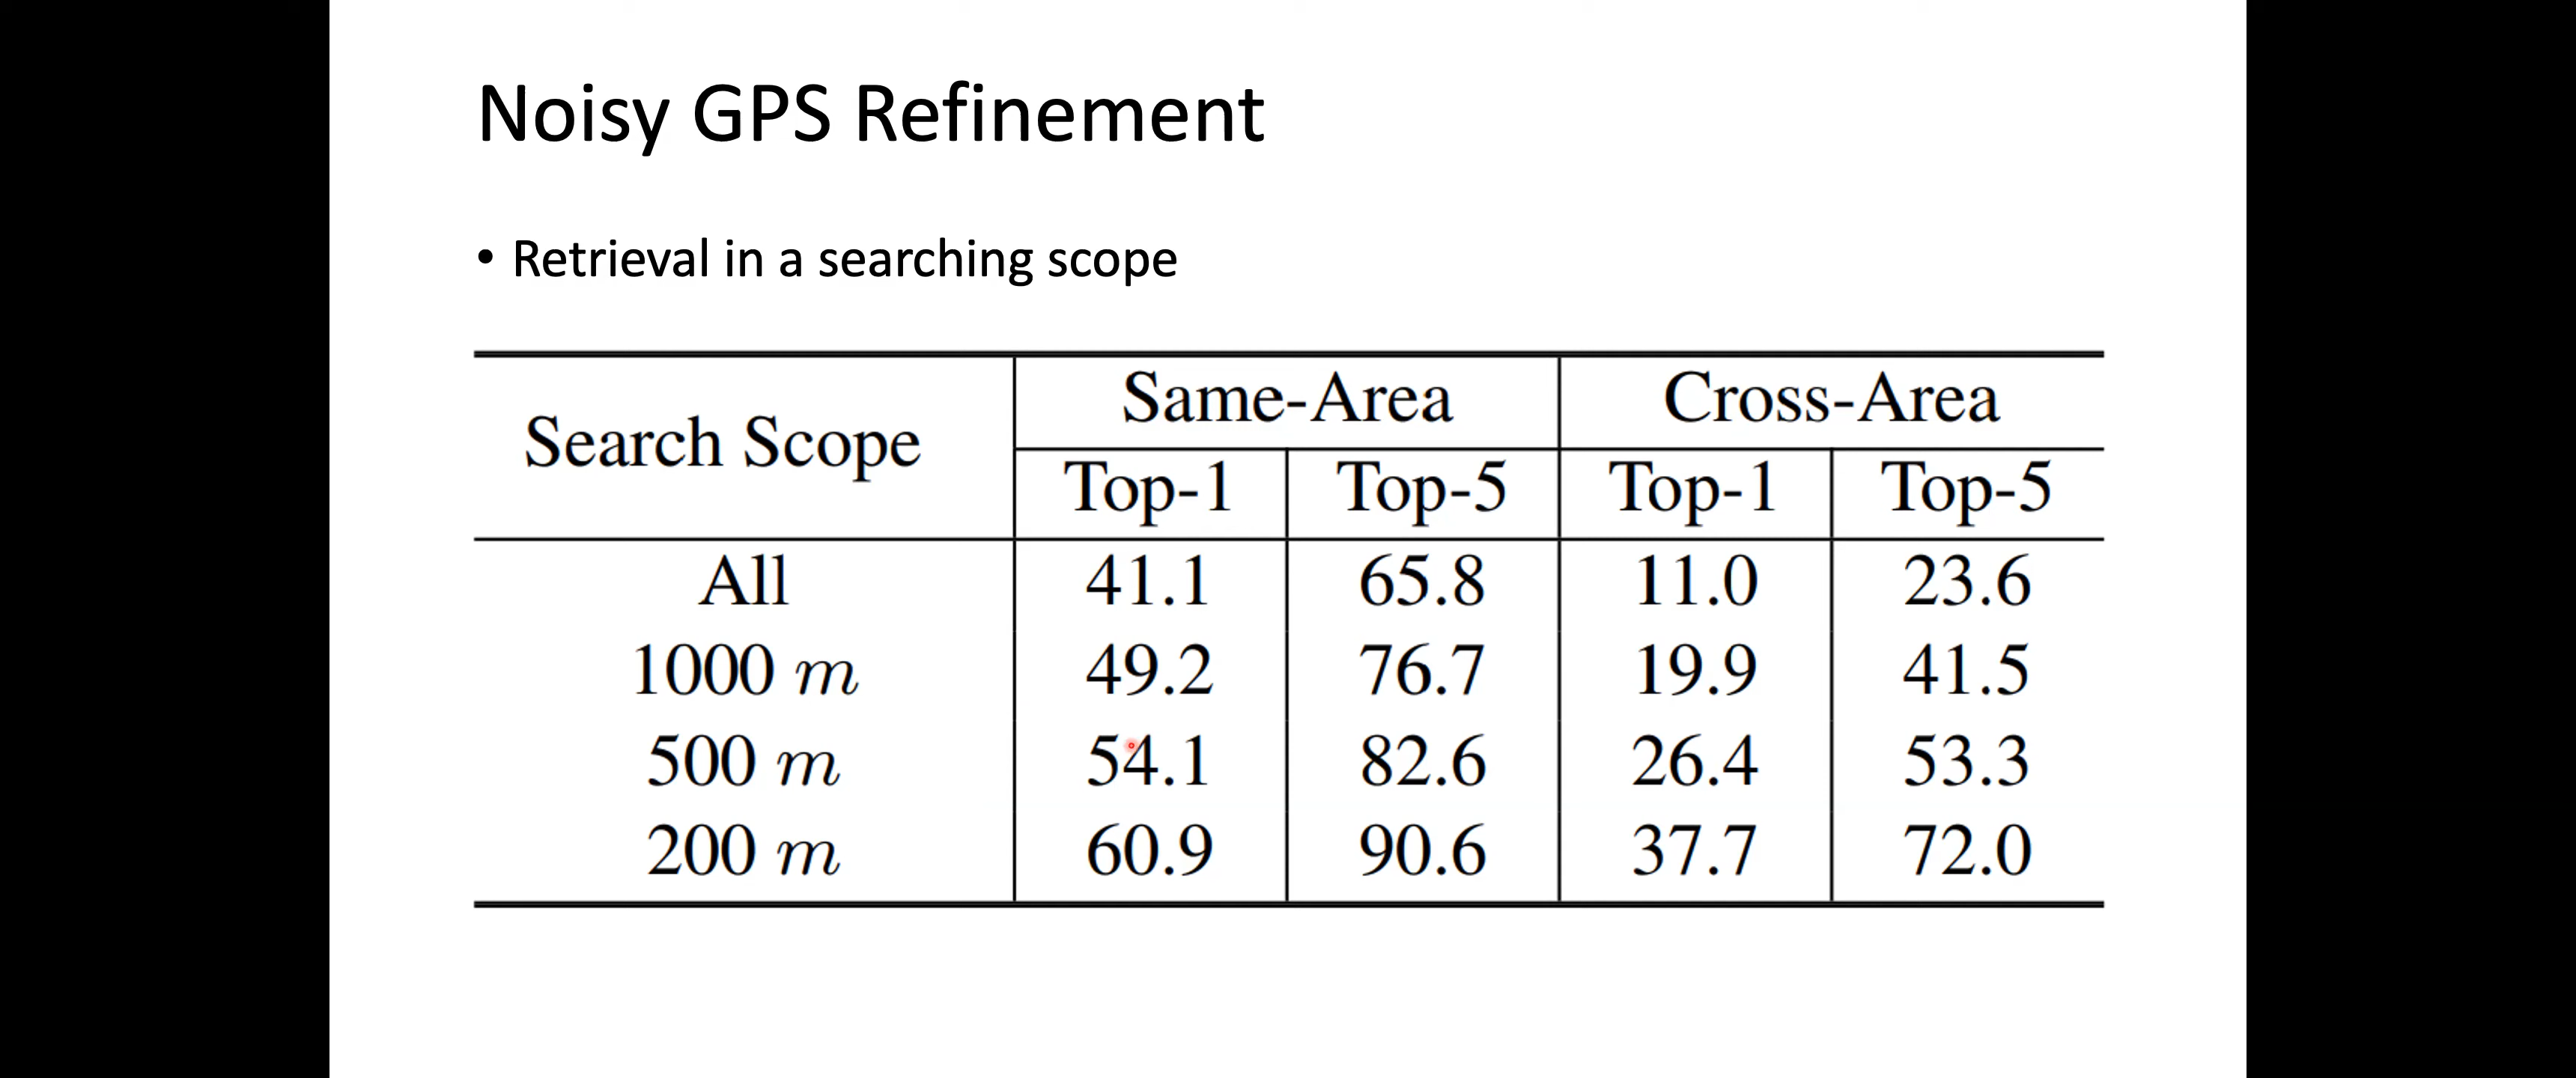 Noisy GPS Refinement
• Retrieval in a searching scope
Search Scope Same-Area Cross-Area
Top-1 Top-5 Top-1 Top-5
All 41.1 65.8 11.0 23.6
1000 m 49.2 76.7 19.9 41.5
500 m 54.1 82.6 26.4 53.3
200 m 60.9 90.6 37.7 72.0